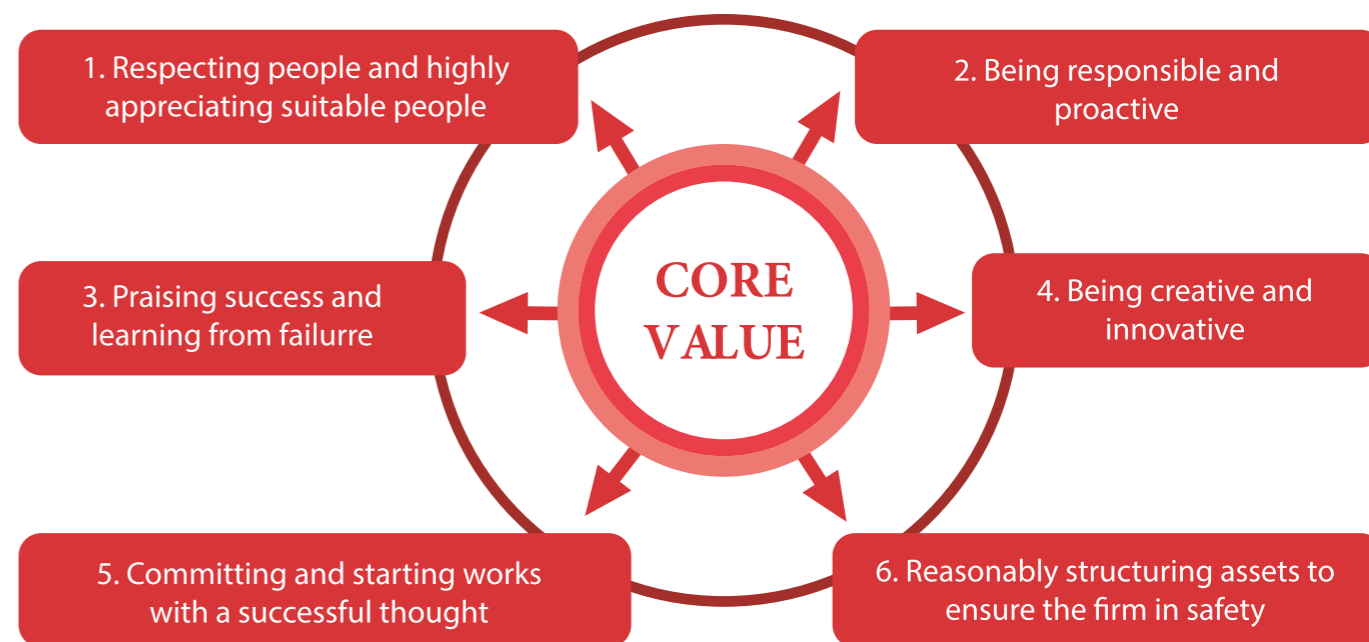 1. Respecting people and highly
appreciating suitable people
2. Being responsible and
proactive
3. Praising success and
learning from failurre
CORE
VALUE
4. Being creative and
innovative
5. Committing and starting works
with a successful thought
6. Reasonably structuring assets to
ensure the firm in safety